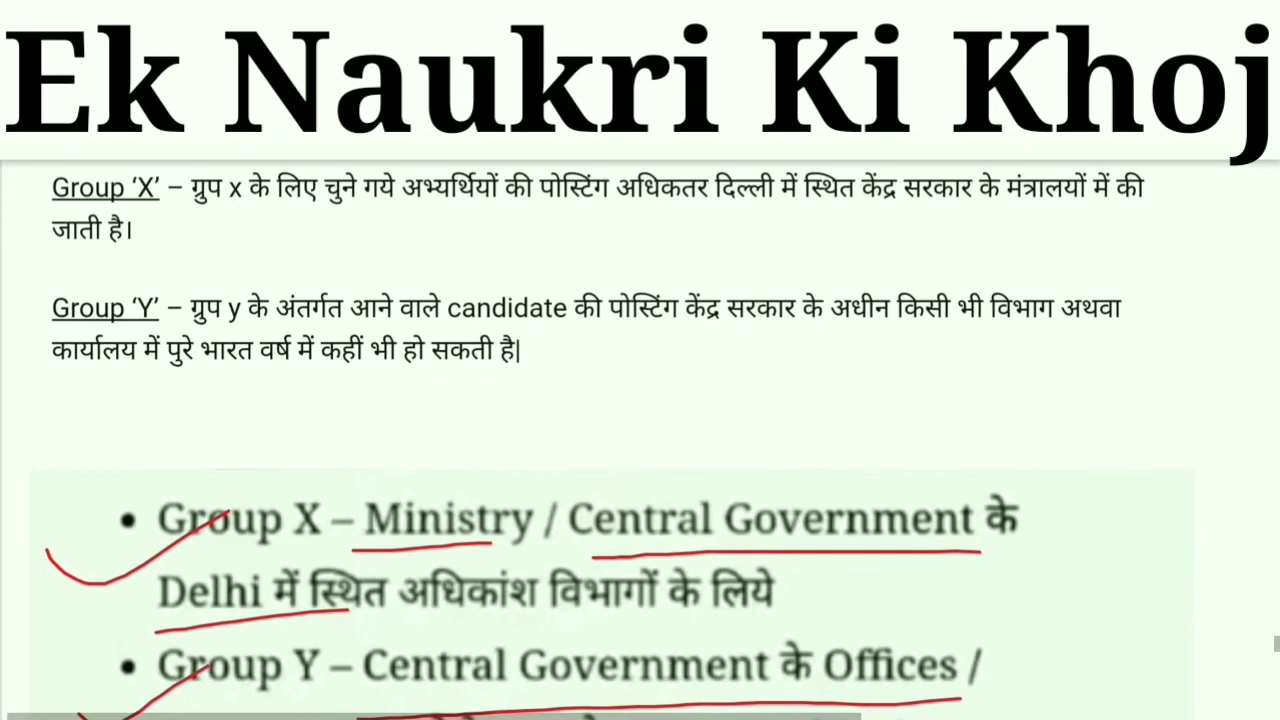 Ek Naukri Ki Khoj
Group ‘X’ – ग्रुप x के लिए चुने गये अभ्यर्थियों की पोस्टिंग अधिकतर दिल्ली में स्थित केंद्र सरकार के मंत्रालयों में की
जाती है।
Group ‘Y’ – ग्रुप y के अंतर्गत आने वाले candidate की पोस्टिंग केंद्र सरकार के अधीन किसी भी विभाग अथवा
कार्यालय में पुरे भारत वर्ष में कहीं भी हो सकती है|
• Group X – Ministry / Central Government के
Delhi में स्थित अधिकांश विभागों के लिये
• Group Y – Central Government के Offices /